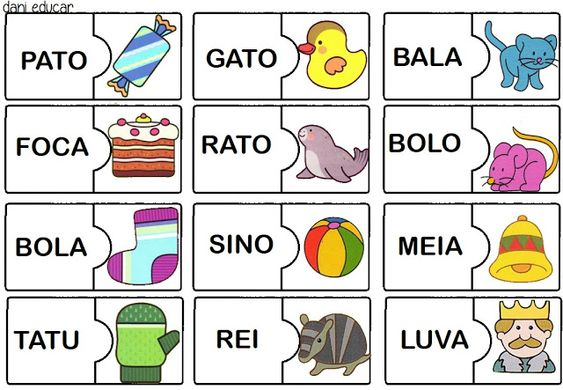 dani educar
PATO
GATO
BALA
FOCA
RATO
BOLO
BOLA
SINO
MEIA
TATU
REI
LUVA